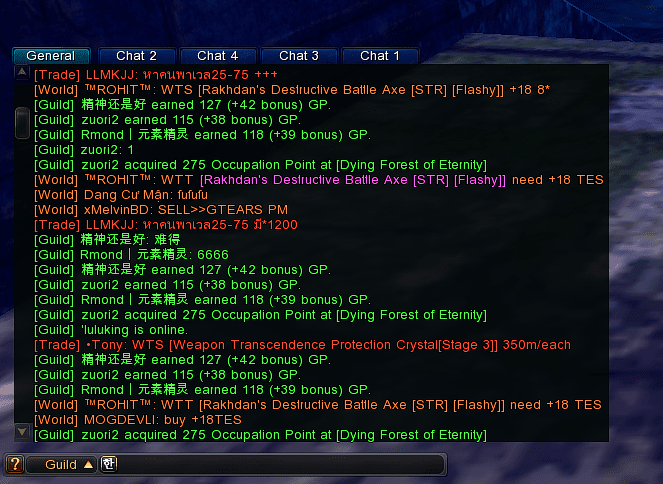 General Chat 2 Chat 4 Chat 3 Chat 1
[Trade] LLMKJJ: หาคนพาเวล25-75 +++
[World] ™ROHIT™: WTS [Rakhdan's Destructive Battle Axe [STR] [Flashy]] +18 8*
[Guild] 精神还是好 earned 127 (+42 bonus) GP.
[Guild] zuori2 earned 115 (+38 bonus) GP.
[Guild] Rmond丨元素精灵 earned 118 (+39 bonus) GP.
[Guild] zuori2: 1
[Guild] zuori2 acquired 275 Occupation Point at [Dying Forest of Eternity]
[World] ™ROHIT™: WTT [Rakhdan's Destructive Battle Axe [STR] [Flashy]] need +18 TES
[World] Dang Cư Mận: fufufu
[World] xMelvinBD: SELL>>GTEARS PM
[Trade] LLMKJJ: หาคนพาเวล25-75 มี*1200
[Guild] 精神还是好: 难得
[Guild] Rmond丨元素精灵: 6666
[Guild] 精神还是好 earned 127 (+42 bonus) GP.
[Guild] zuori2 earned 115 (+38 bonus) GP.
[Guild] Rmond丨元素精灵 earned 118 (+39 bonus) GP.
[Guild] zuori2 acquired 275 Occupation Point at [Dying Forest of Eternity]
[Guild] 'luluking is online.
[Trade] •Tony: WTS [Weapon Transcendence Protection Crystal[Stage 3]] 350m/each
[Guild] 精神还是好 earned 127 (+42 bonus) GP.
[Guild] zuori2 earned 115 (+38 bonus) GP.
[Guild] Rmond丨元素精灵 earned 118 (+39 bonus) GP.
[World] ™ROHIT™: WTT [Rakhdan's Destructive Battle Axe [STR] [Flashy]] need +18 TES
[World] MOGDEVLI: buy +18TES
[Guild] zuori2 acquired 275 Occupation Point at [Dying Forest of Eternity]
? Guild ▲ 한